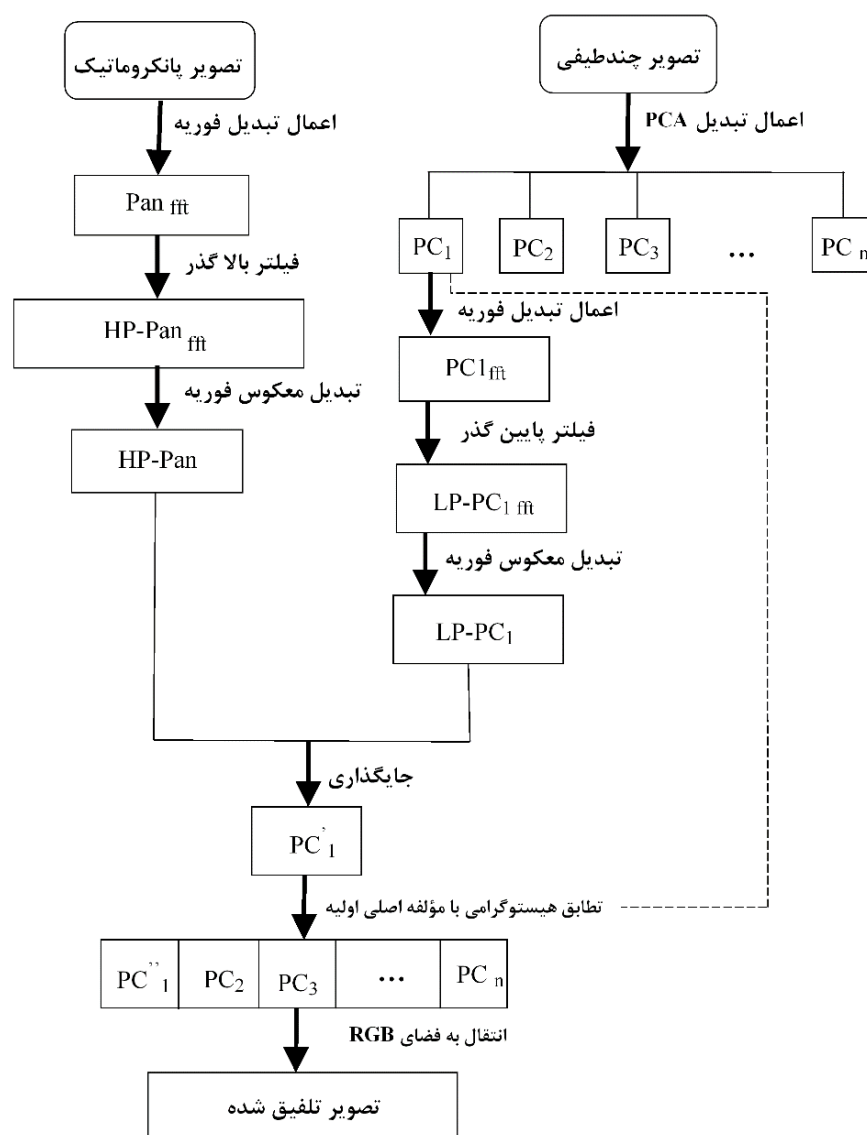 تصویر پانکروماتیک
تصویر چندطیفی
اعمال تبدیل فوریه
اعمال تبدیل PCA
Pan fft
PC1 PC2 PC3 ... PC n
فیلتر بالا گذر
اعمال تبدیل فوریه
HP-Pan fft
PC1fft
تبدیل معکوس فوریه
فیلتر پایین گذر
HP-Pan
LP-PC1 fft
تبدیل معکوس فوریه
LP-PC1
جایگذاری
PC'1
تطابق هیستوگرامی با مؤلفه اصلی اولیه
PC''1 PC2 PC3 ... PC n
انتقال به فضای RGB
تصویر تلفیق شده